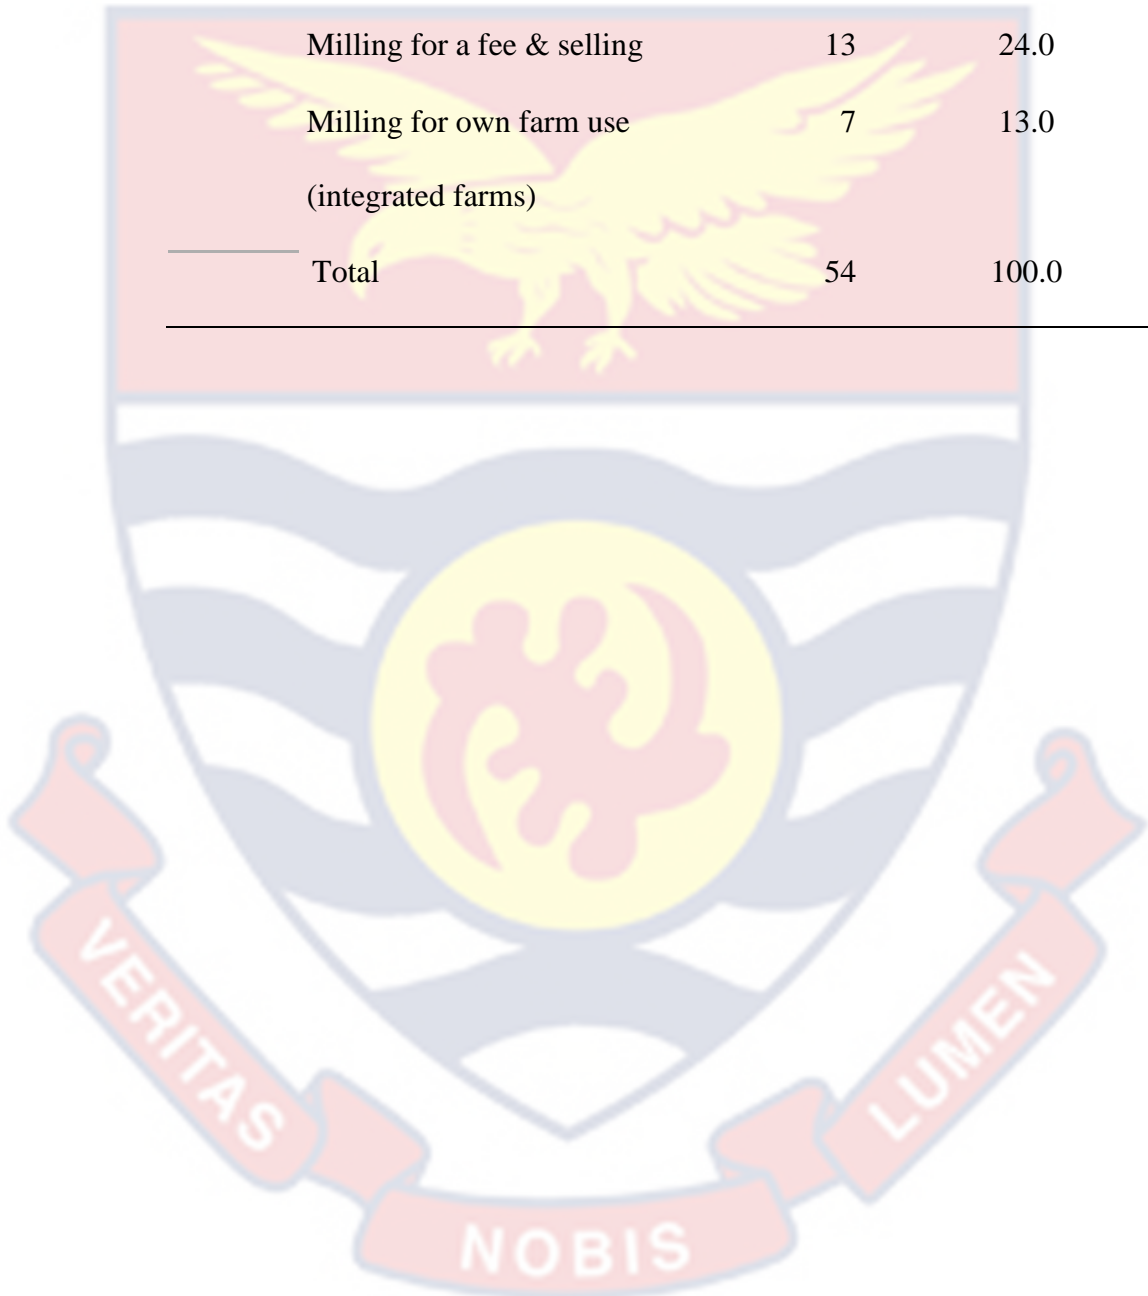 Milling for a fee & selling 13 24.0
Milling for own farm use 7 13.0
(integrated farms)
Total 54 100.0
VERITAS
NOBIS
LUMEN